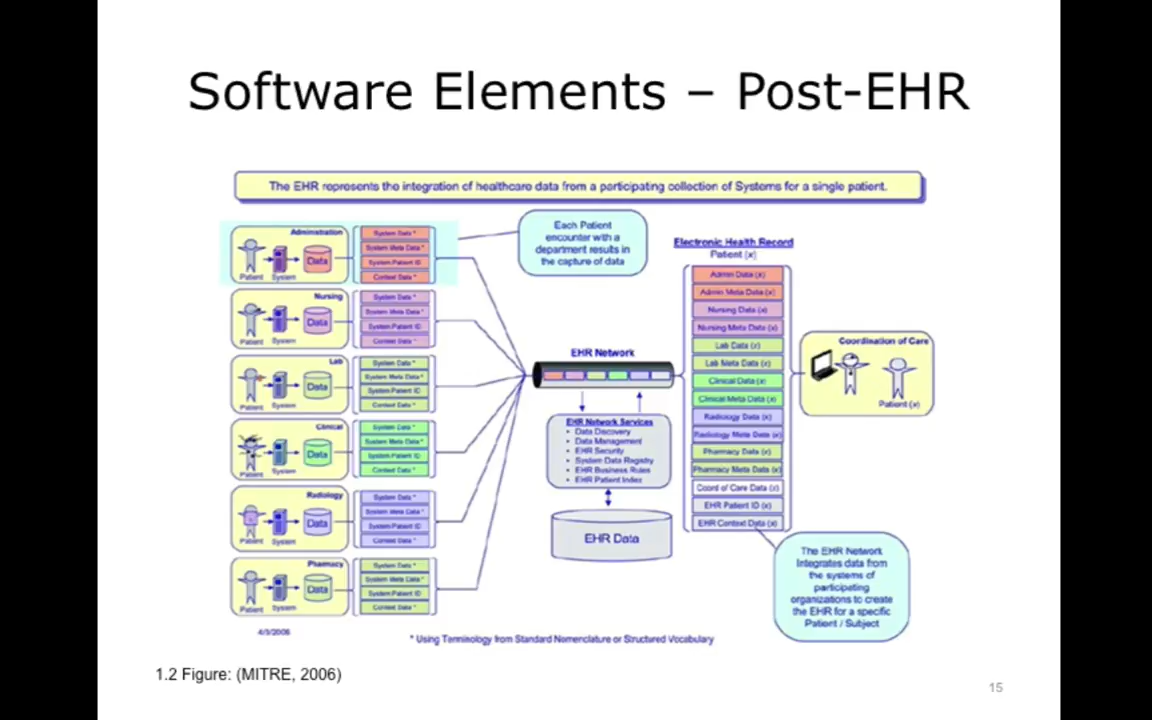 Software Elements – Post-EHR
The EHR represents the integration of healthcare data from a participating collection of Systems for a single patient.
Administration
Patient
System
Data
System Data *
System Meta Data *
System Patient ID
Context Data *
Nursing
Patient
System
Data
System Data *
System Meta Data *
System Patient ID
Context Data *
Lab
Patient
System
Data
System Data *
System Meta Data *
System Patient ID
Context Data *
Clinical
Patient
System
Data
System Data *
System Meta Data *
System Patient ID
Context Data *
Radiology
Patient
System
Data
System Data *
System Meta Data *
System Patient ID
Context Data *
Pharmacy
Patient
System
Data
System Data *
System Meta Data *
System Patient ID
Context Data *
4/3/2006
Each Patient
encounter with a
department results in
the capture of data
EHR Network
EHR Network Services
• Data Discovery
• Data Management
• EHR Security
• System Data Registry
• EHR Business Rules
• EHR Patient Index
EHR Data
Electronic Health Record
Patient (x)
Admin Data (x)
Admin Meta Data (x)
Nursing Data (x)
Nursing Meta Data (x)
Lab Data (x)
Lab Meta Data (x)
Clinical Data (x)
Clinical Meta Data (x)
Radiology Data (x)
Radiology Meta Data (x)
Pharmacy Data (x)
Pharmacy Meta Data (x)
Coord of Care Data (x)
EHR Patient ID (x)
EHR Context Data (x)
Coordination of Care
Patient (x)
The EHR Network
Integrates data from
the systems of
participating
organizations to create
the EHR for a specific
Patient / Subject
* Using Terminology from Standard Nomenclature or Structured Vocabulary
1.2 Figure: (MITRE, 2006)
15